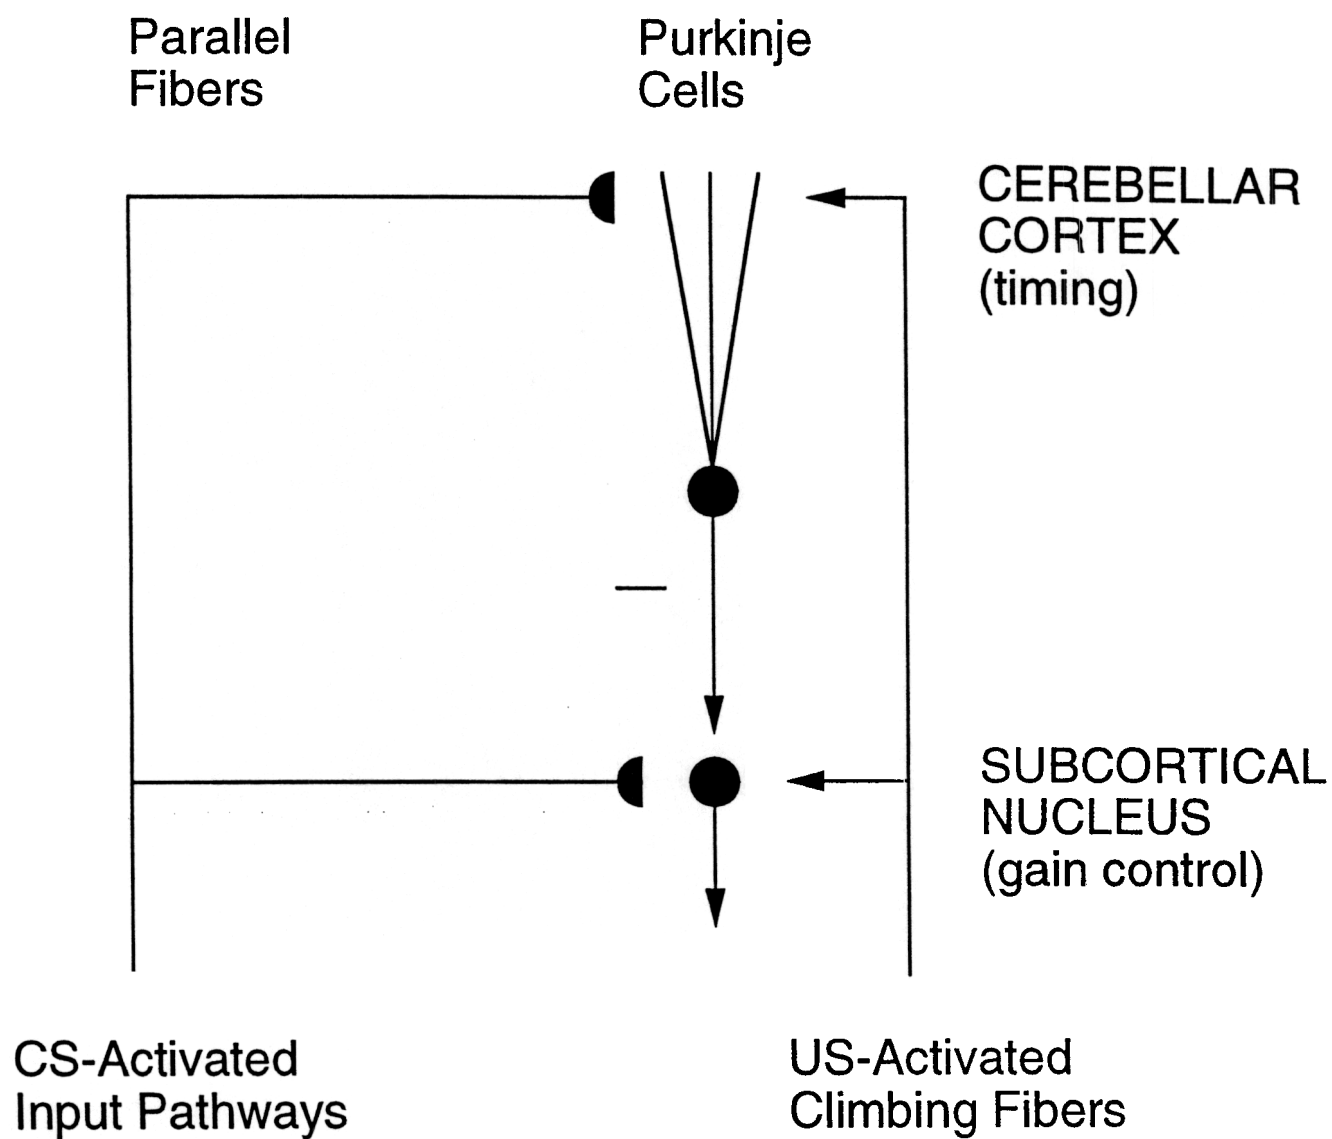 Parallel
Fibers
Purkinje
Cells
CEREBELLAR
CORTEX
(timing)
SUBCORTICAL
NUCLEUS
(gain control)
CS-Activated
Input Pathways
US-Activated
Climbing Fibers